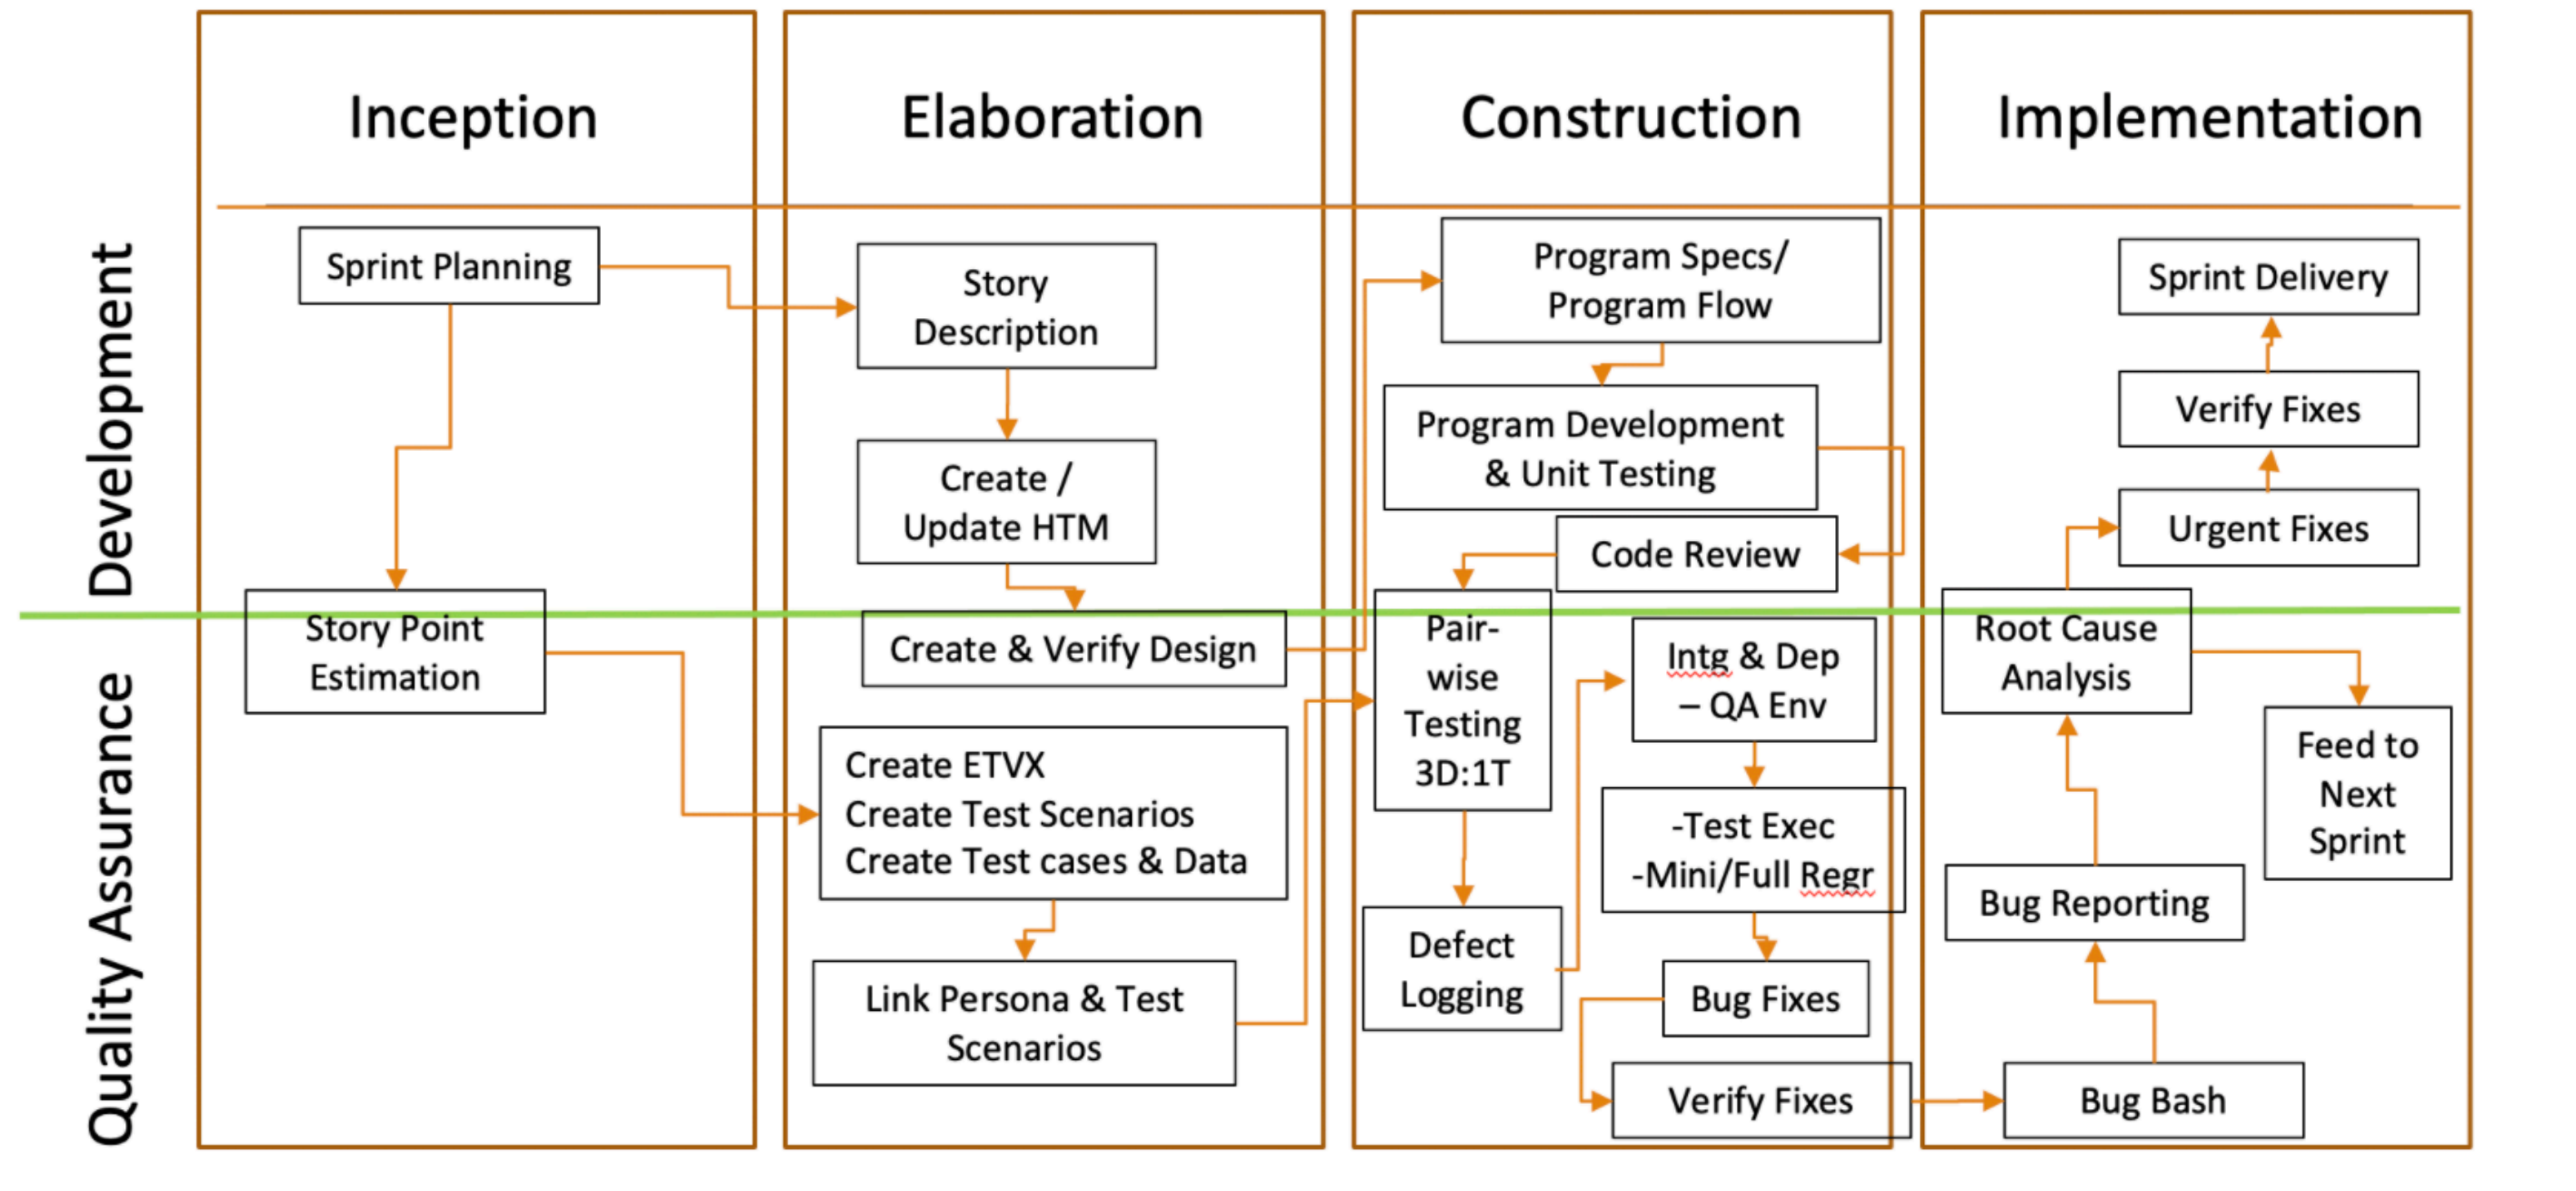 Inception
Elaboration
Construction
Implementation
Development
Quality Assurance
Sprint Planning
Story Point
Estimation
Story
Description
Create /
Update HTM
Create & Verify Design
Create ETVX
Create Test Scenarios
Create Test cases & Data
Link Persona & Test
Scenarios
Program Specs/
Program Flow
Program Development
& Unit Testing
Code Review
Pair-
wise
Testing
3D:1T
Defect
Logging
Intg & Dep
– QA Env
-Test Exec
-Mini/Full Regr
Bug Fixes
Verify Fixes
Sprint Delivery
Verify Fixes
Urgent Fixes
Root Cause
Analysis
Feed to
Next
Sprint
Bug Reporting
Bug Bash